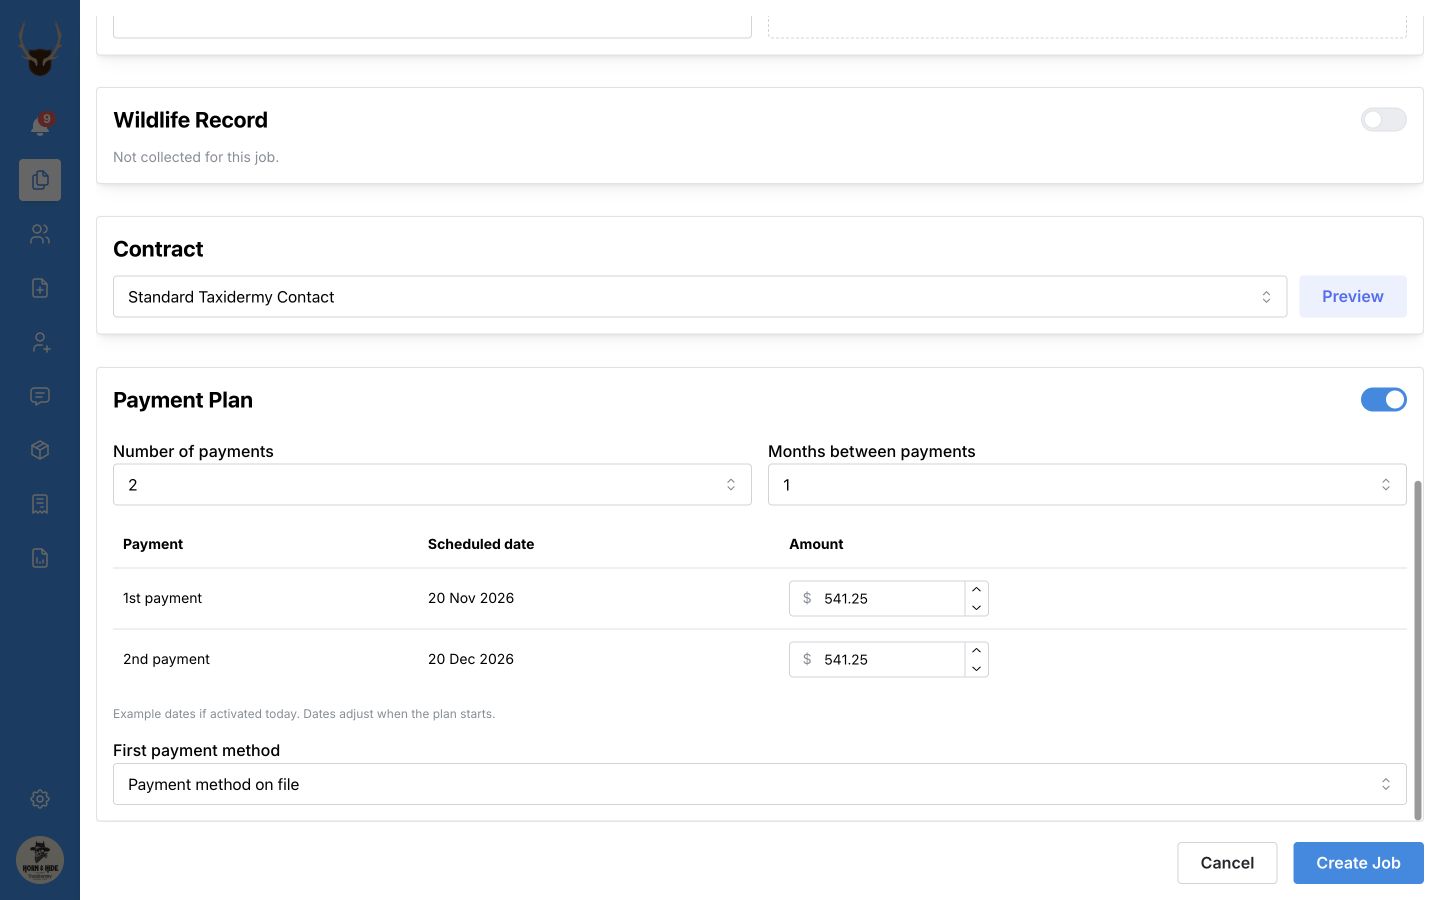 9
Wildlife Record
Not collected for this job.
Contract
Standard Taxidermy Contact
Preview
Payment Plan
Number of payments
Months between payments
2
1
Payment
Scheduled date
Amount
1st payment
20 Nov 2026
$ 541.25
2nd payment
20 Dec 2026
$ 541.25
Example dates if activated today. Dates adjust when the plan starts.
First payment method
Payment method on file
HORN & HIDE
Cancel
Create Job